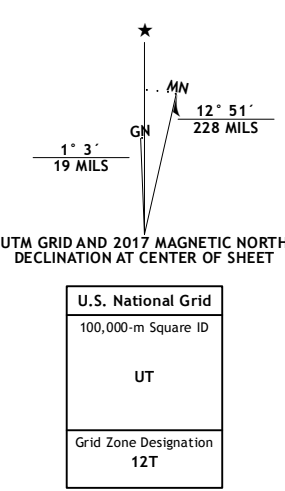 ★
MN
GN
12° 51´
228 MILS
1° 3´
19 MILS
UTM GRID AND 2017 MAGNETIC NORTH
DECLINATION AT CENTER OF SHEET
U.S. National Grid
100,000-m Square ID
UT
Grid Zone Designation
12T